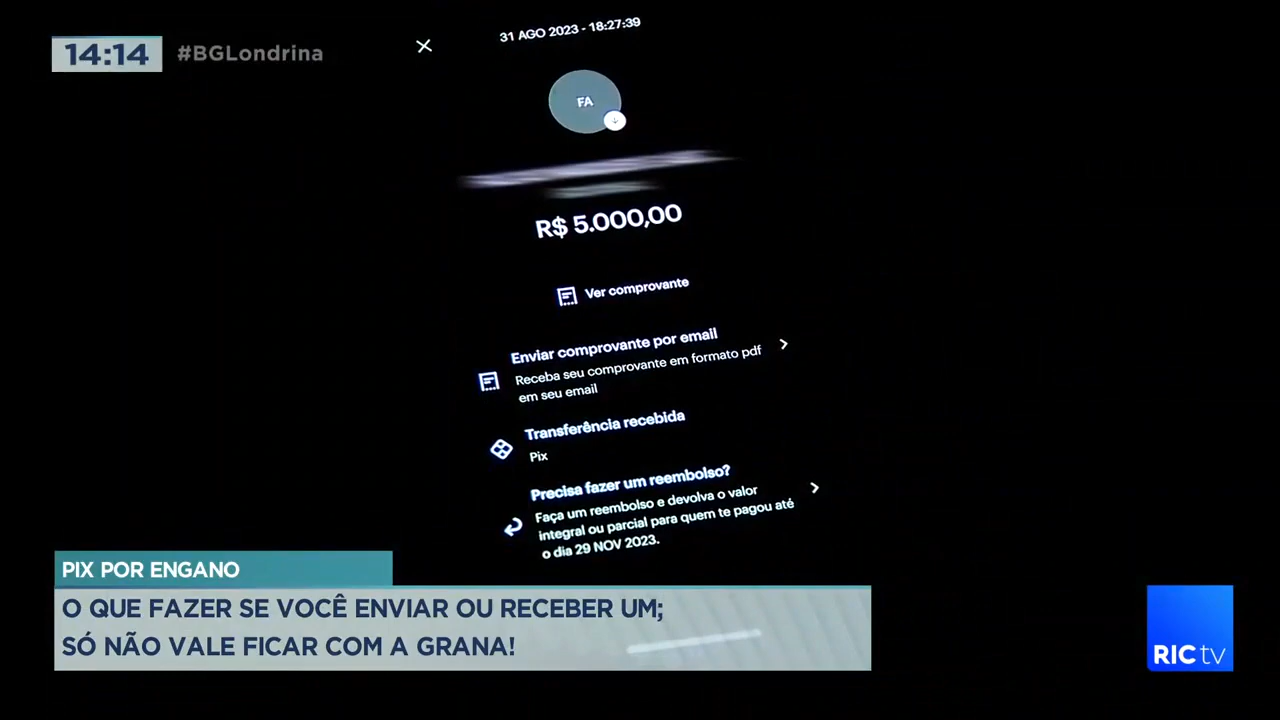 14:14 #BGLondrina
31 AGO 2023 - 18:27:39
FA
R$ 5.000,00
Ver comprovante
Enviar comprovante por email
Receba seu comprovante em formato pdf
em seu email
Transferência recebida
Pix
Precisa fazer um reembolso?
Faça um reembolso e devolva o valor
integral ou parcial para quem te pagou até
o dia 29 NOV 2023.
PIX POR ENGANO
O QUE FAZER SE VOCÊ ENVIAR OU RECEBER UM;
SÓ NÃO VALE FICAR COM A GRANA!
RIC tv